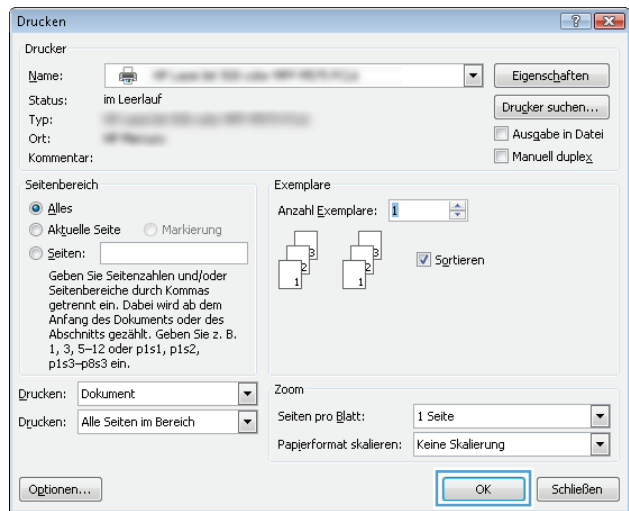 Drucken
Drucker
Name:
Eigenschaften
Status: im Leerlauf
Drucker suchen...
Typ:
Ort:
Ausgabe in Datei
Kommentar:
Manuell duplex
Seitenbereich
Alles
Aktuelle Seite Markierung
Seiten:
Geben Sie Seitenzahlen und/oder
Seitenbereiche durch Kommas
getrennt ein. Dabei wird ab dem
Anfang des Dokuments oder des
Abschnitts gezählt. Geben Sie z. B.
1, 3, 5–12 oder p1s1, p1s2,
p1s3–p8s3 ein.
Exemplare
Anzahl Exemplare: 1
3 3
2 2
1 1
Sortieren
Drucken: Dokument
Drucken: Alle Seiten im Bereich
Zoom
Seiten pro Blatt: 1 Seite
Papierformat skalieren: Keine Skalierung
Optionen...
OK
Schließen